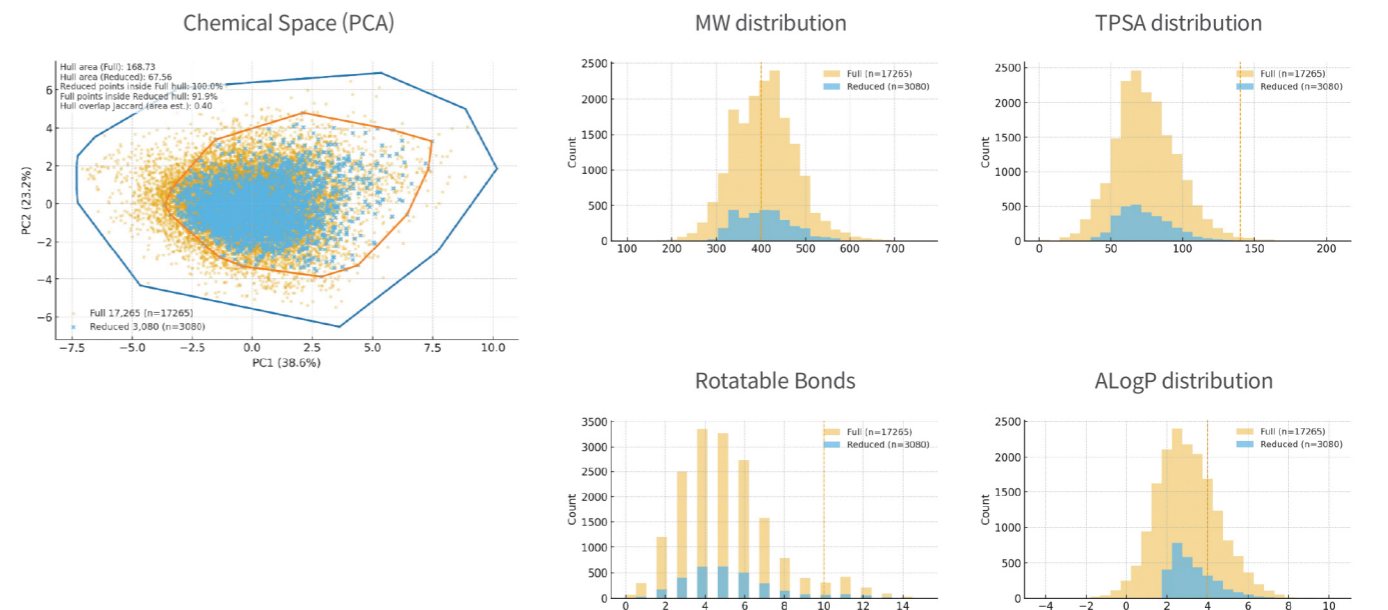 Chemical Space (PCA)
Hull area (Full): 168.73
Hull area (Reduced): 67.56
Reduced points inside Full hull: 100.0%
Full points inside Reduced hull: 91.9%
Hull overlap Jaccard (area est.): 0.40
6
4
2
0
−2
−4
−6
PC2 (23.2%)
Full 17,265 (n=17265)
Reduced 3,080 (n=3080)
−7.5 −5.0 −2.5 0.0 2.5 5.0 7.5 10.0
PC1 (38.6%)
MW distribution
2500
2000
1500
1000
500
0
Count
Full (n=17265)
Reduced (n=3080)
100 200 300 400 500 600 700
TPSA distribution
2500
2000
1500
1000
500
0
Count
Full (n=17265)
Reduced (n=3080)
0 50 100 150 200
Rotatable Bonds
3500
3000
2500
2000
1500
1000
500
0
Count
Full (n=17265)
Reduced (n=3080)
0 2 4 6 8 10 12 14
ALogP distribution
2500
2000
1500
1000
500
0
Count
Full (n=17265)
Reduced (n=3080)
−4 −2 0 2 4 6 8 10